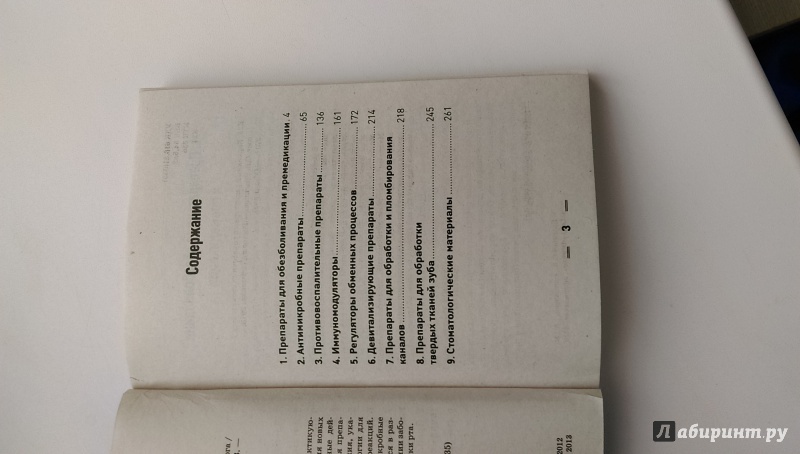 Содержание
1. Препараты для обезболивания и премедикации. 4
2. Антимикробные препараты.....65
3. Противовоспалительные препараты.....136
4. Иммуномодуляторы.....161
5. Регуляторы обменных процессов.....172
6. Девитализирующие препараты.....214
7. Препараты для обработки и пломбирования
каналов.....218
8. Препараты для обработки
твердых тканей зуба.....245
9. Стоматологические материалы.....261
— 3 —
2012
2013
Лабиринт.ру